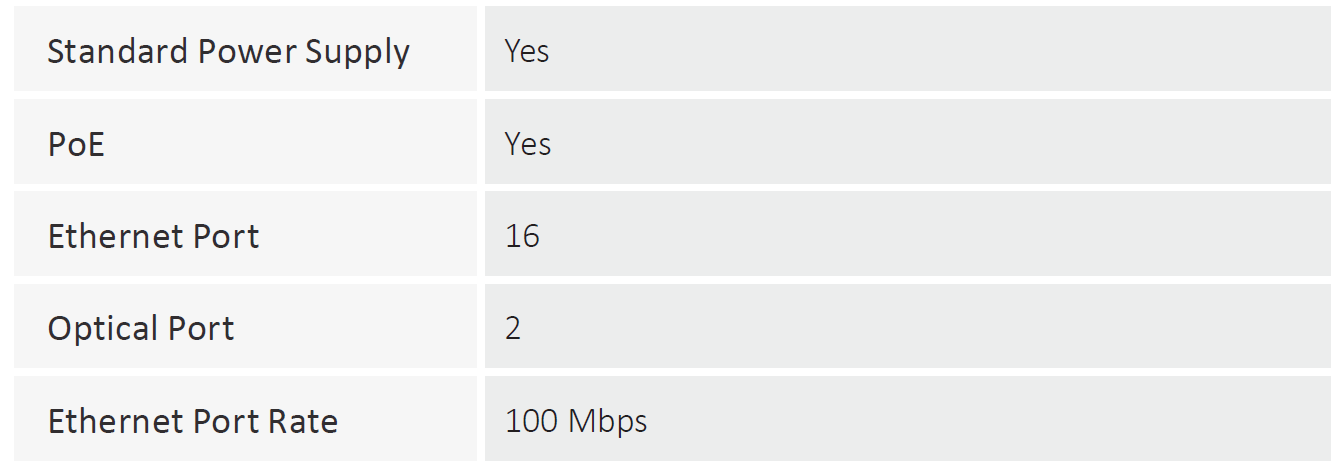 Standard Power Supply Yes
PoE Yes
Ethernet Port 16
Optical Port 2
Ethernet Port Rate 100 Mbps